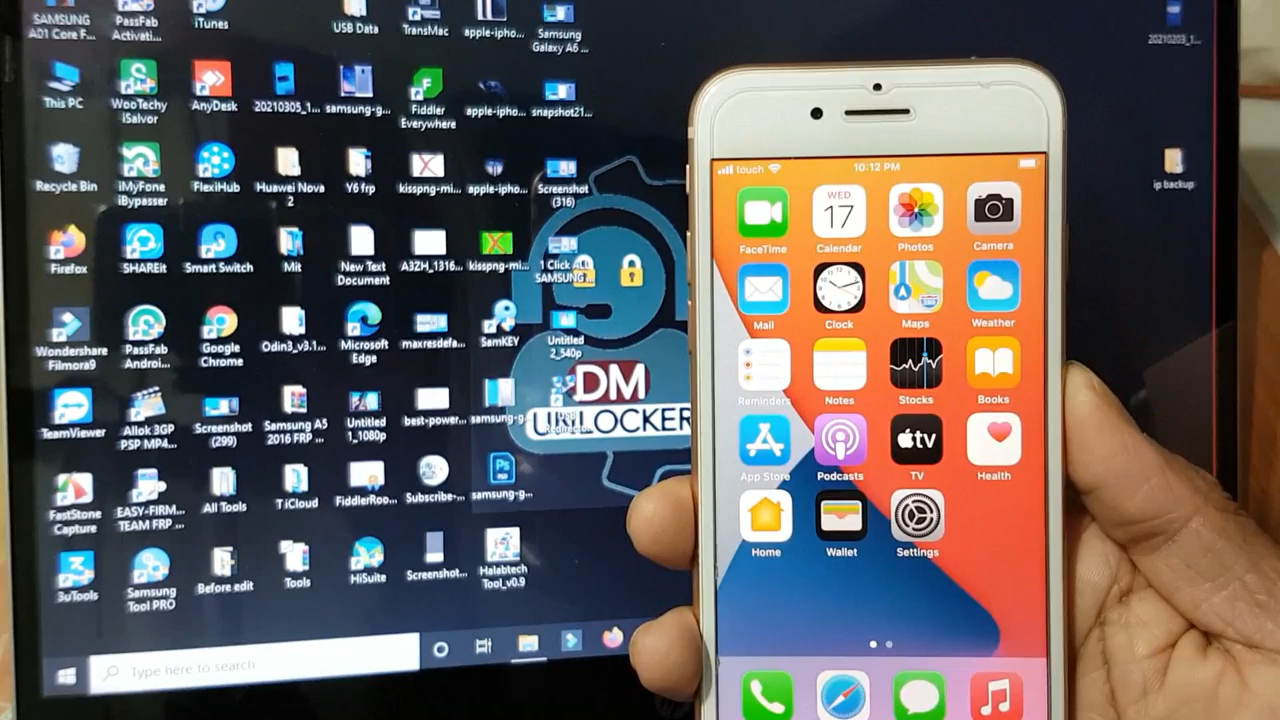 SAMSUNG
A01 Core F...
PassFab
Activati...
iTunes
USB Data
TransMac
apple-ipho...
Samsung
Galaxy A6 ...
This PC
WooTechy
iSalvor
AnyDesk
20210305_1...
samsung-g...
Fiddler
Everywhere
apple-ipho...
snapshot21...
Recycle Bin
iMyFone
iBypasser
FlexiHub
Huawei Nova
2
Y6 frp
kisspng-mi...
apple-ipho...
Screenshot
(316)
Firefox
SHAREit
Smart Switch
Mit
New Text
Document
A3ZH_1316...
kisspng-mi...
1 Click ALL
SAMSUNG...
Wondershare
Filmora9
PassFab
Androi...
Google
Chrome
Odin3_v3.1...
Microsoft
Edge
maxresdefa...
SamKEY
Untitled
2_540p
TeamViewer
Allok 3GP
PSP MP4...
Screenshot
(299)
Samsung A5
2016 FRP ...
Untitled
1_1080p
best-power...
samsung-g...
DM
UNLOCKER
FastStone
Capture
EASY-FIRM...
TEAM FRP ...
All Tools
T iCloud
FiddlerRoo...
Subscribe-...
samsung-g...
3uTools
Samsung
Tool PRO
Before edit
Tools
HiSuite
Screenshot...
Halabtech
Tool_v0.9
Type here to search
20210203_1...
ip backup
touch
10:12 PM
FaceTime
WED
17
Calendar
Photos
Camera
Mail
Clock
Maps
Weather
Reminders
Notes
Stocks
Books
App Store
Podcasts
tv
TV
Health
Home
Wallet
Settings